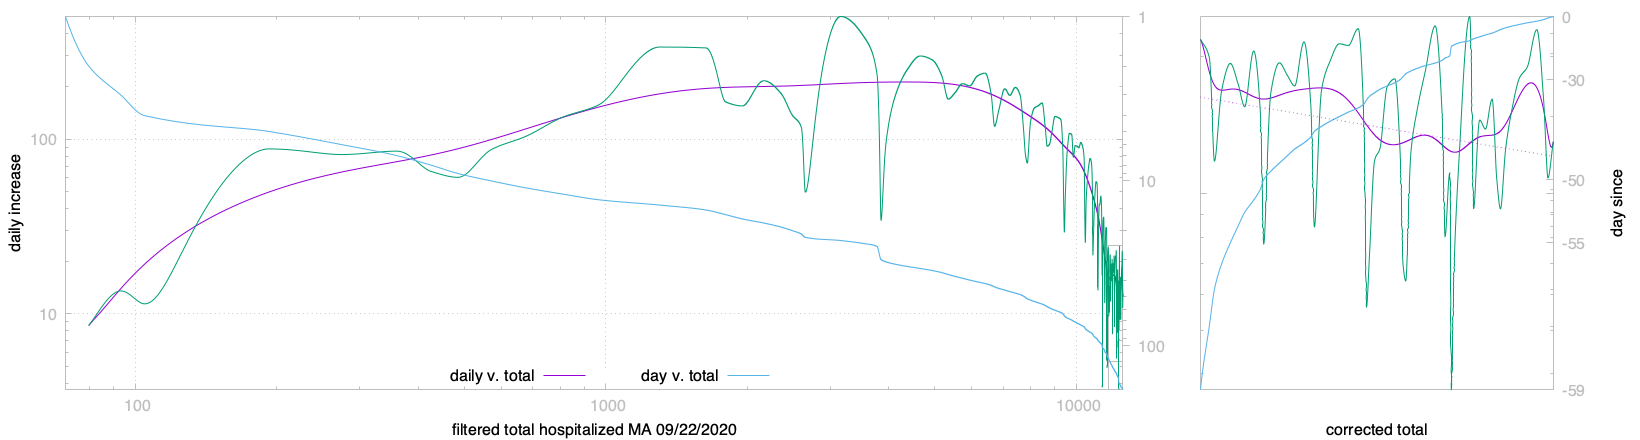 daily increase
100
10
100
1000
10000
1
10
100
daily v. total
day v. total
filtered total hospitalized MA 09/22/2020
0
-30
-50
-55
-59
day since
corrected total